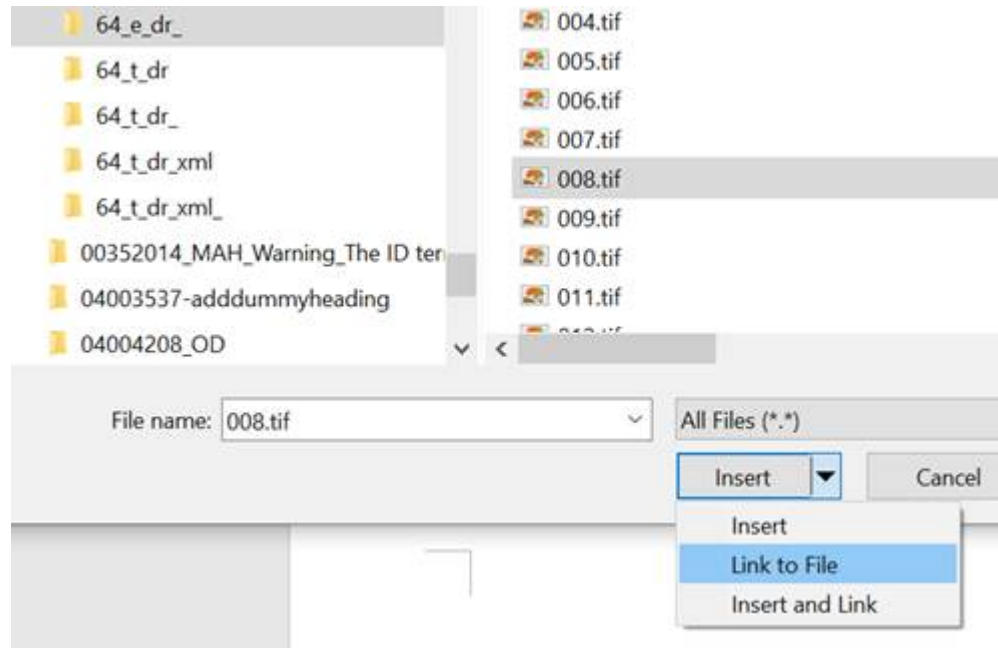 64_e_dr_
64_t_dr
64_t_dr_
64_t_dr_xml
64_t_dr_xml_
00352014_MAH_Warning_The ID
04003537-adddummyheading
04004208_OD
004.tif
005.tif
006.tif
007.tif
008.tif
009.tif
010.tif
011.tif
File name: 008.tif
All Files (*.*)
Insert
Cancel
Insert
Link to File
Insert and Link